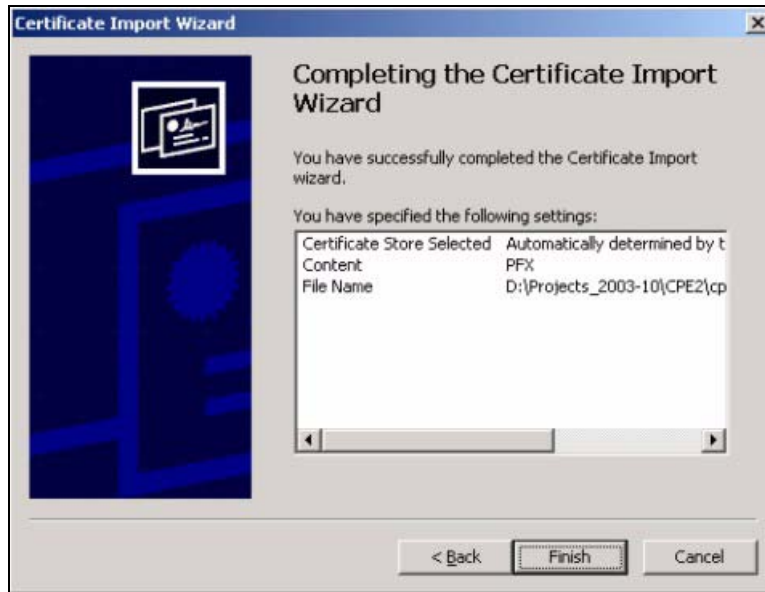 Certificate Import Wizard
Completing the Certificate Import
Wizard
You have successfully completed the Certificate Import
wizard.
You have specified the following settings:
Certificate Store Selected Automatically determined by t
Content PFX
File Name D:\Projects_2003-10\CPE2\cp
< Back Finish Cancel